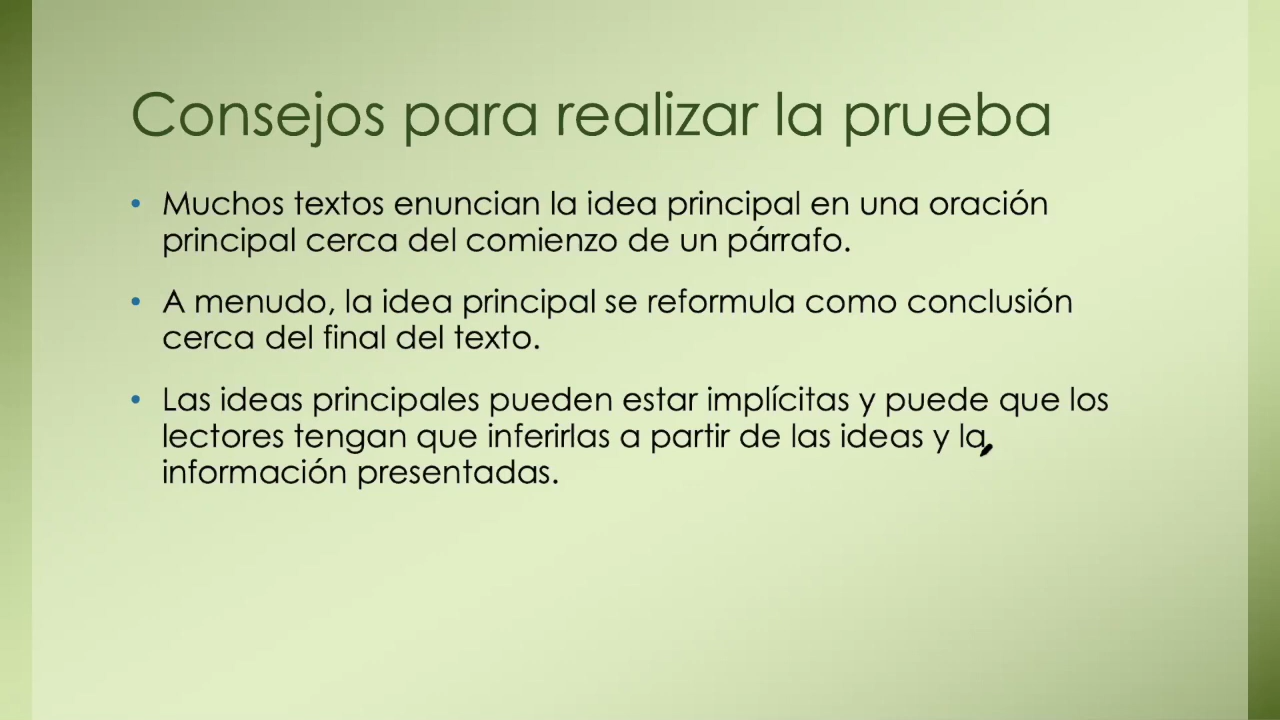 Consejos para realizar la prueba
• Muchos textos enuncian la idea principal en una oración
principal cerca del comienzo de un párrafo.
• A menudo, la idea principal se reformula como conclusión
cerca del final del texto.
• Las ideas principales pueden estar implícitas y puede que los
lectores tengan que inferirlas a partir de las ideas y la
información presentadas.